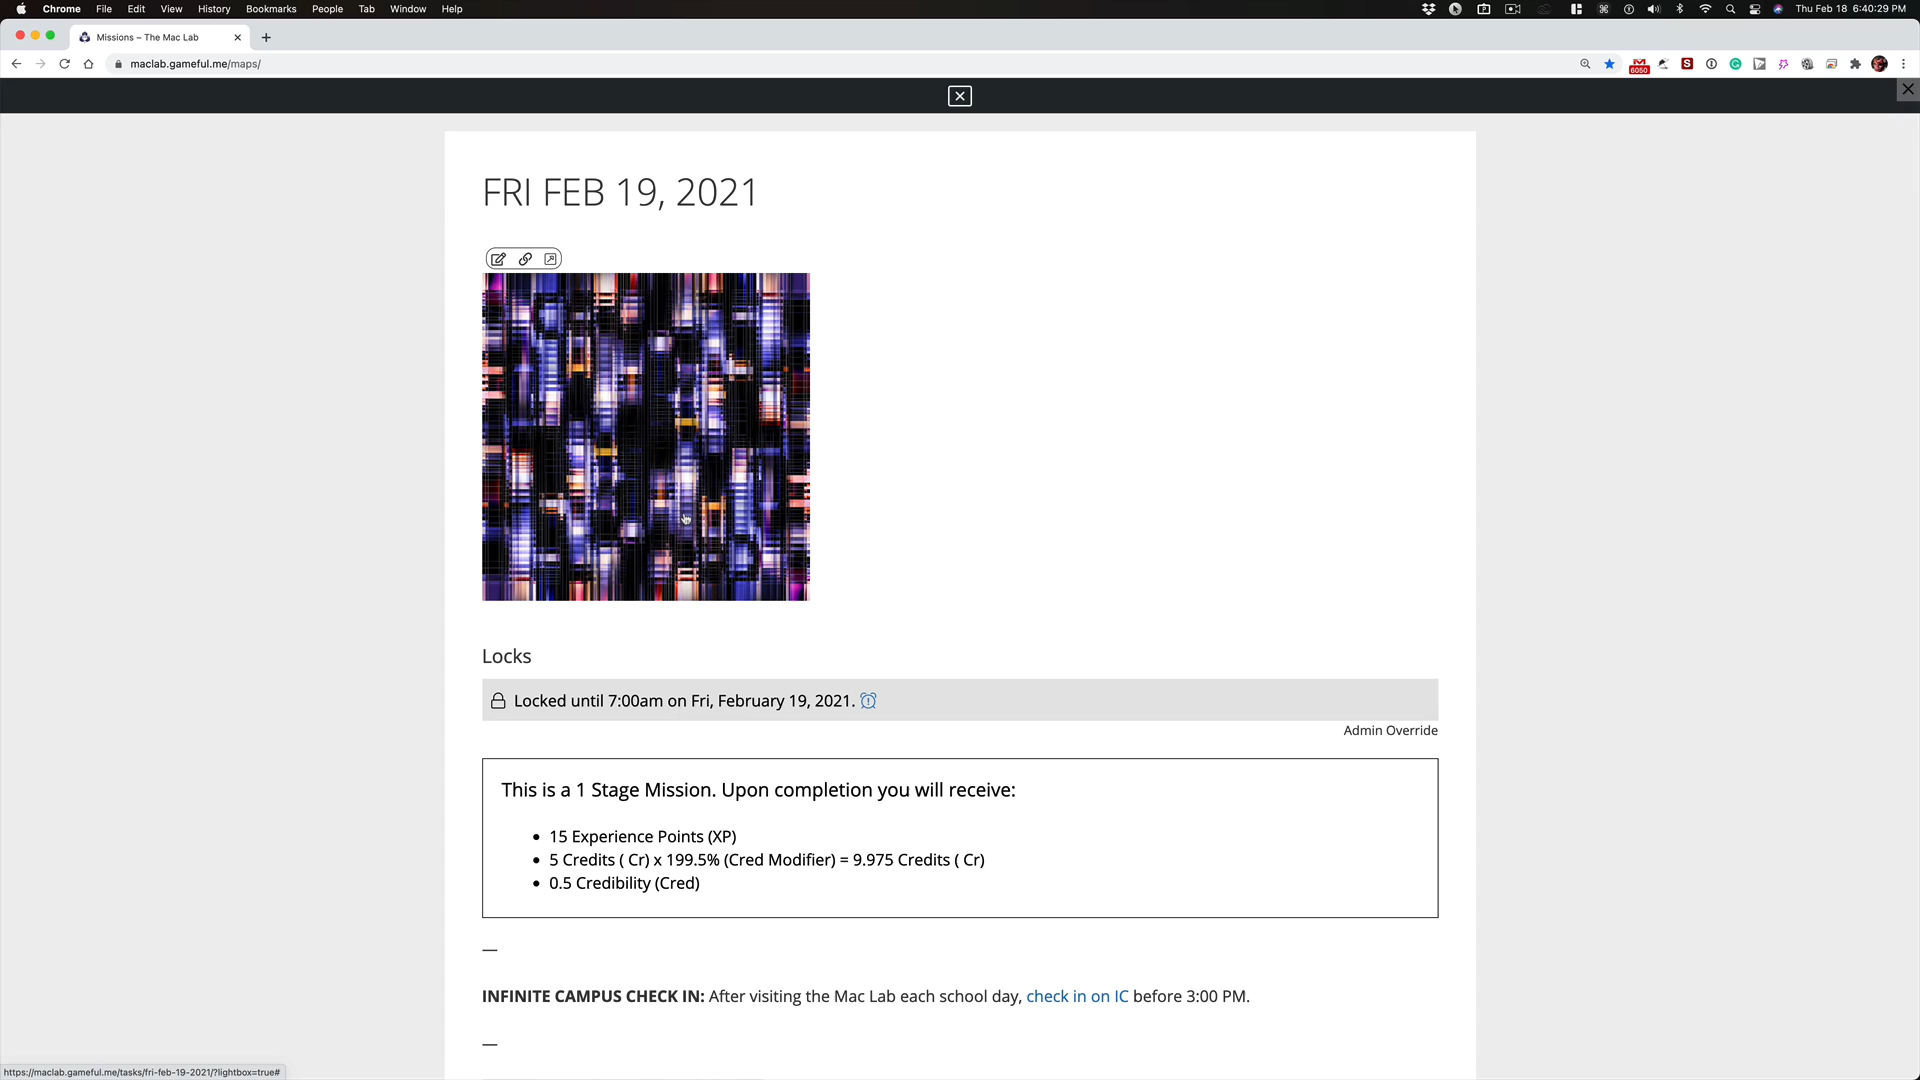 Chrome File Edit View History Bookmarks People Tab Window Help Thu Feb 18 6:40:29 PM
Missions – The Mac Lab
maclab.gameful.me/maps/
6050
FRI FEB 19, 2021
Locks
Locked until 7:00am on Fri, February 19, 2021.
Admin Override
This is a 1 Stage Mission. Upon completion you will receive:
• 15 Experience Points (XP)
• 5 Credits ( Cr) x 199.5% (Cred Modifier) = 9.975 Credits ( Cr)
• 0.5 Credibility (Cred)
—
INFINITE CAMPUS CHECK IN: After visiting the Mac Lab each school day, check in on IC before 3:00 PM.
—
https://maclab.gameful.me/tasks/fri-feb-19-2021/?lightbox=true#